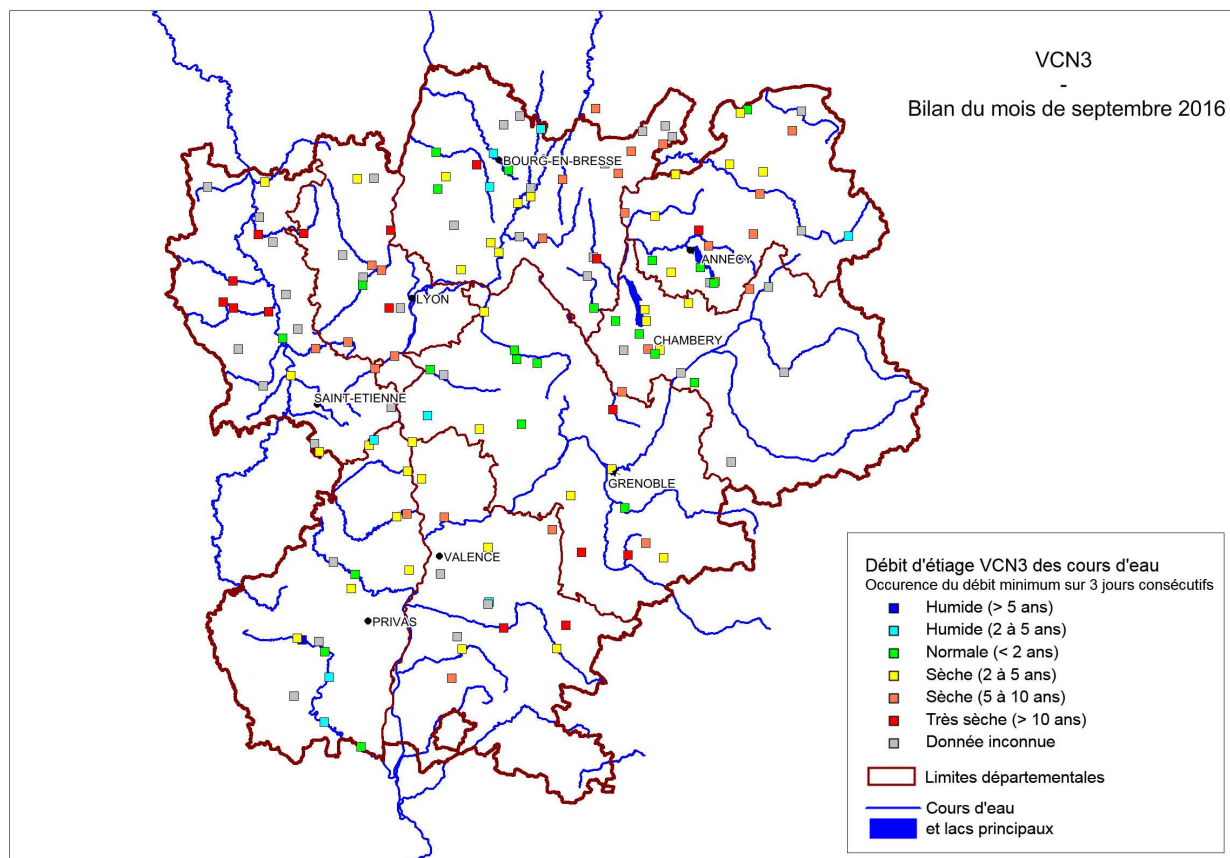 VCN3
-
Bilan du mois de septembre 2016
BOURG-EN-BRESSE
ANNECY
LYON
CHAMBERY
SAINT-ETIENNE
GRENOBLE
VALENCE
PRIVAS
Débit d'étiage VCN3 des cours d'eau
Occurence du débit minimum sur 3 jours consécutifs
Humide (> 5 ans)
Humide (2 à 5 ans)
Normale (< 2 ans)
Sèche (2 à 5 ans)
Sèche (5 à 10 ans)
Très sèche (> 10 ans)
Donnée inconnue
Limites départementales
Cours d'eau
et lacs principaux